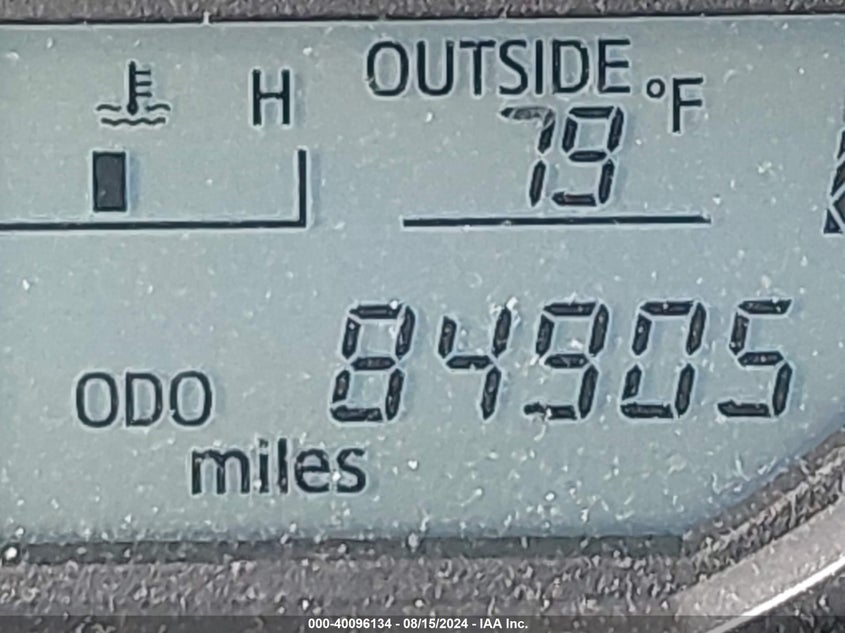 H
OUTSIDE
79 °F
84905
ODO
miles
000-40096134 - 08/15/2024 - IAA Inc.